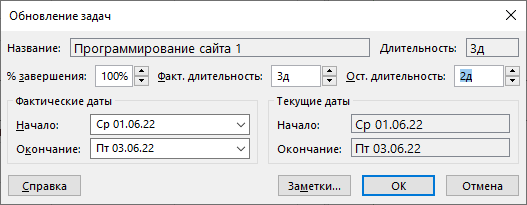 Обновление задач
Название: Программирование сайта 1 Длительность: 3д
% завершения: 100% Факт. длительность: 3д Ост. длительность: 2д
Фактические даты Текущие даты
Начало: Ср 01.06.22 Начало: Ср 01.06.22
Окончание: Пт 03.06.22 Окончание: Пт 03.06.22
Справка Заметки... ОК Отмена